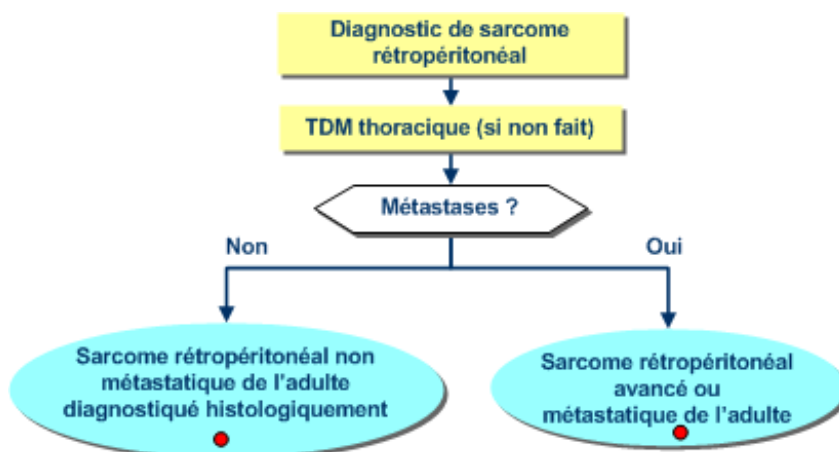 Diagnostic de sarcome
rétropéritonéal
TDM thoracique (si non fait)
Métastases ?
Non
Oui
Sarcome rétropéritonéal non
métastatique de l'adulte
diagnostiqué histologiquement
Sarcome rétropéritonéal
avancé ou
métastatique de l'adulte